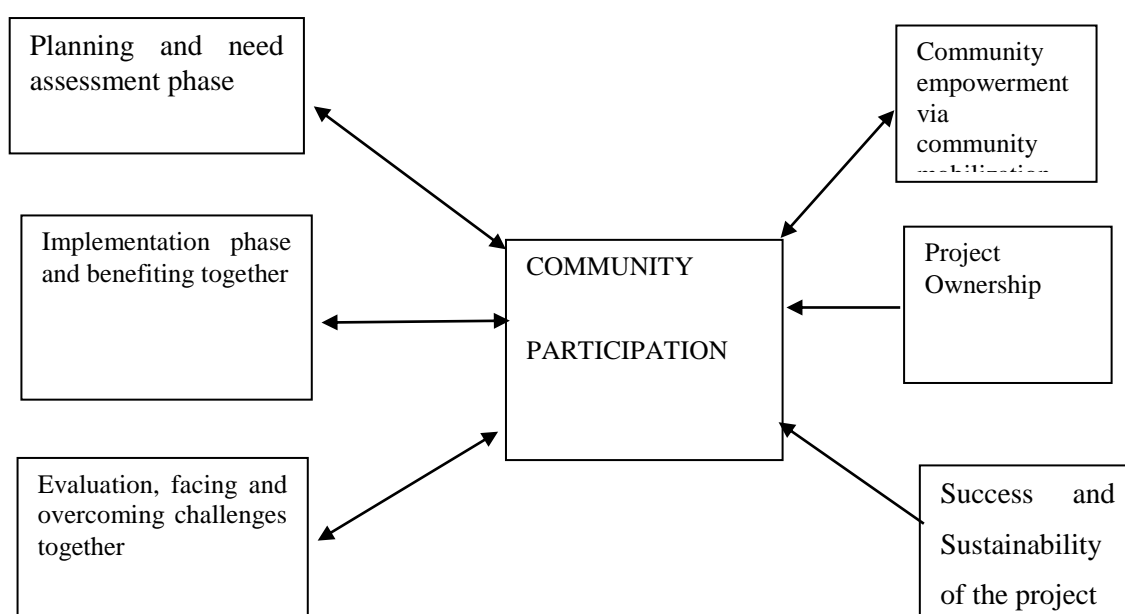 Planning and need
assessment phase
Implementation phase
and benefiting together
Evaluation, facing and
overcoming challenges
together
COMMUNITY
PARTICIPATION
Community
empowerment
via
community
mobilization
Project
Ownership
Success and
Sustainability
of the project